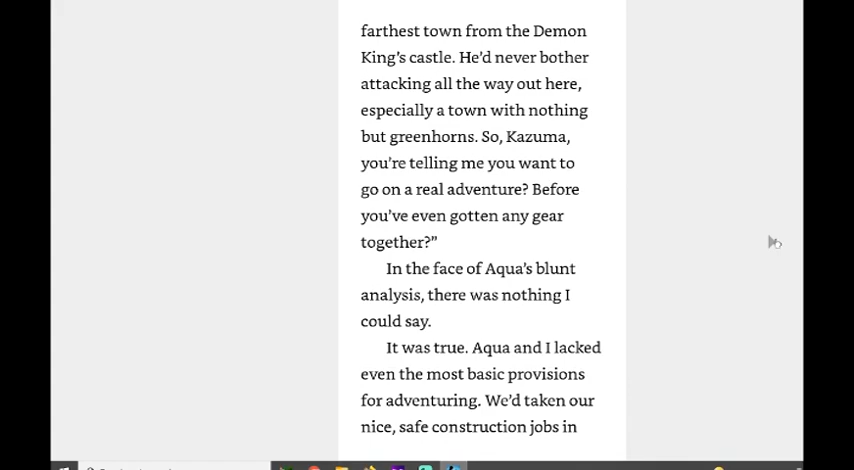 farthest town from the Demon
King’s castle. He’d never bother
attacking all the way out here,
especially a town with nothing
but greenhorns. So, Kazuma,
you’re telling me you want to
go on a real adventure? Before
you’ve even gotten any gear
together?”
In the face of Aqua’s blunt
analysis, there was nothing I
could say.
It was true. Aqua and I lacked
even the most basic provisions
for adventuring. We’d taken our
nice, safe construction jobs in